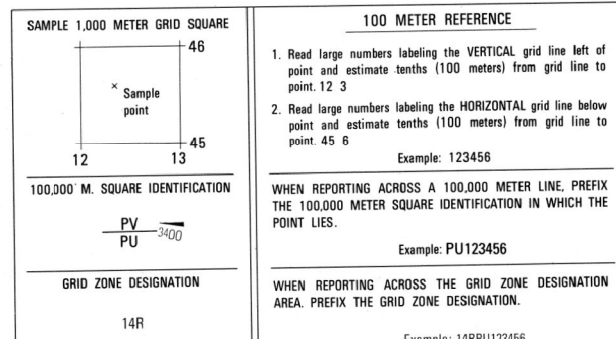 SAMPLE 1,000 METER GRID SQUARE
46
× Sample
point
45
12 13
100,000 M. SQUARE IDENTIFICATION
PV
PU 3400
GRID ZONE DESIGNATION
14R
100 METER REFERENCE
1. Read large numbers labeling the VERTICAL grid line left of
point and estimate tenths (100 meters) from grid line to
point. 12 3
2. Read large numbers labeling the HORIZONTAL grid line below
point and estimate tenths (100 meters) from grid line to
point. 45 6
Example: 123456
WHEN REPORTING ACROSS A 100,000 METER LINE, PREFIX
THE 100,000 METER SQUARE IDENTIFICATION IN WHICH THE
POINT LIES.
Example: PU123456
WHEN REPORTING ACROSS THE GRID ZONE DESIGNATION
AREA. PREFIX THE GRID ZONE DESIGNATION.
Example: 14RPU123456